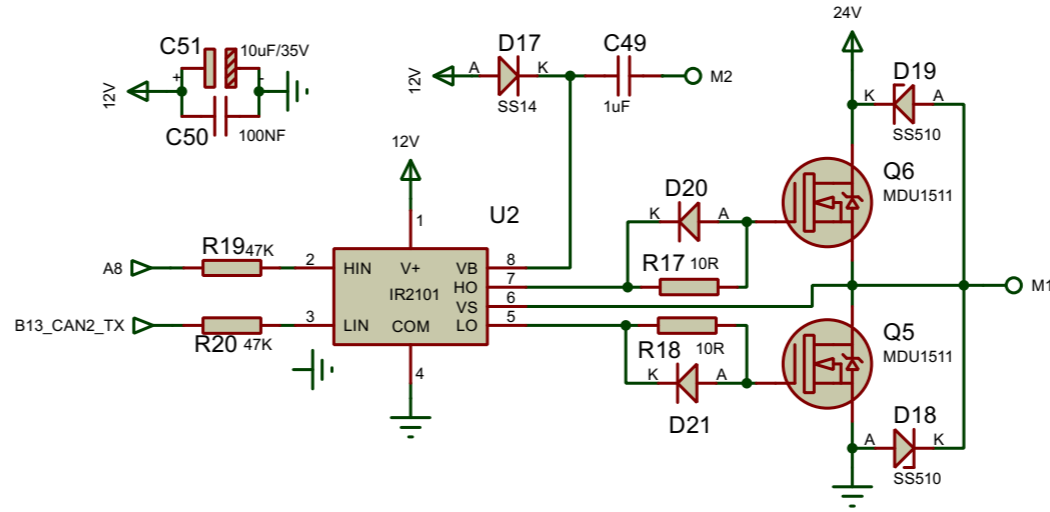 C51
10uF/35V
+
-
12V
C50
100NF
D17
A
K
12V
SS14
C49
1uF
M2
24V
D19
K
A
SS510
12V
1
U2
Q6
MDU1511
D20
K
A
R17
10R
A8
R19
47K
2
HIN
V+
VB
8
IR2101
HO
7
VS
6
M1
B13_CAN2_TX
R20
47K
3
LIN
COM
LO
5
4
R18
10R
K
A
D21
Q5
MDU1511
D18
A
K
SS510